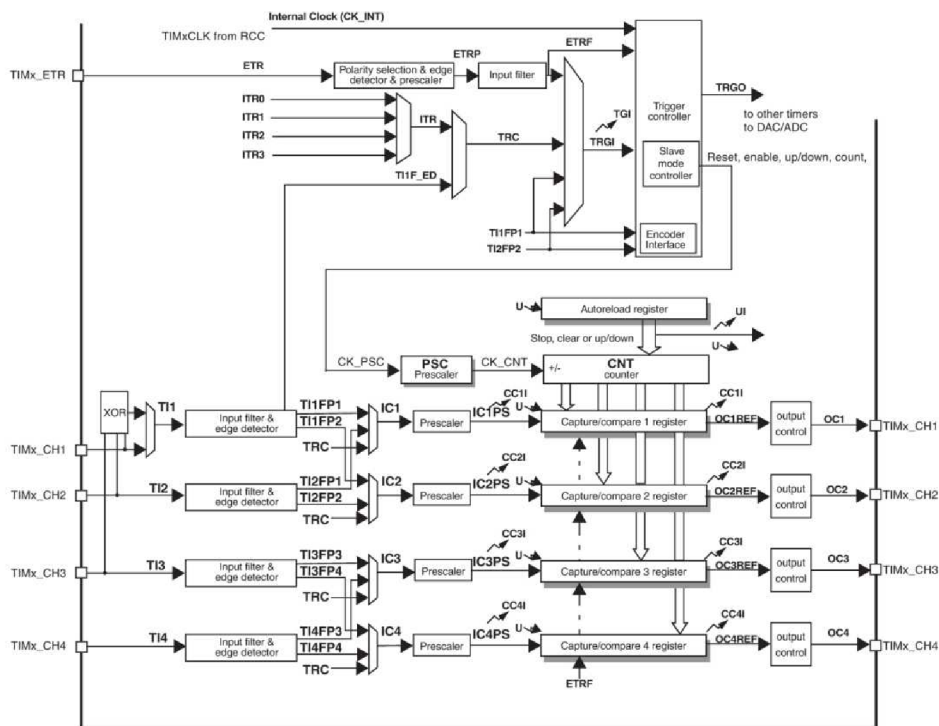 Internal Clock (CK_INT)
TIMxCLK from RCC
ETRF
TIMx_ETR
ETR
Polarity selection & edge
detector & prescaler
ETRP
Input filter
Trigger
controller
TRGO
to other timers
to DAC/ADC
ITR0
ITR1
ITR2
ITR3
ITR
TRC
TGI
TRGI
TI1F_ED
Slave
mode
controller
Reset, enable, up/down, count,
TI1FP1
TI2FP2
Encoder
Interface
U
Autoreload register
UI
U
Stop, clear or up/down
CK_PSC
PSC
Prescaler
CK_CNT
+/-
CNT
counter
XOR
TI1
Input filter &
edge detector
TI1FP1
TI1FP2
TRC
IC1
Prescaler
IC1PS
CC1I
U
Capture/compare 1 register
CC1I
OC1REF
output
control
OC1
TIMx_CH1
TIMx_CH1
TIMx_CH2
TI2
Input filter &
edge detector
TI2FP1
TI2FP2
TRC
IC2
Prescaler
IC2PS
CC2I
U
Capture/compare 2 register
CC2I
OC2REF
output
control
OC2
TIMx_CH2
TIMx_CH3
TI3
Input filter &
edge detector
TI3FP3
TI3FP4
TRC
IC3
Prescaler
IC3PS
CC3I
U
Capture/compare 3 register
CC3I
OC3REF
output
control
OC3
TIMx_CH3
TIMx_CH4
TI4
Input filter &
edge detector
TI4FP3
TI4FP4
TRC
IC4
Prescaler
IC4PS
CC4I
U
Capture/compare 4 register
CC4I
OC4REF
output
control
OC4
TIMx_CH4
ETRF